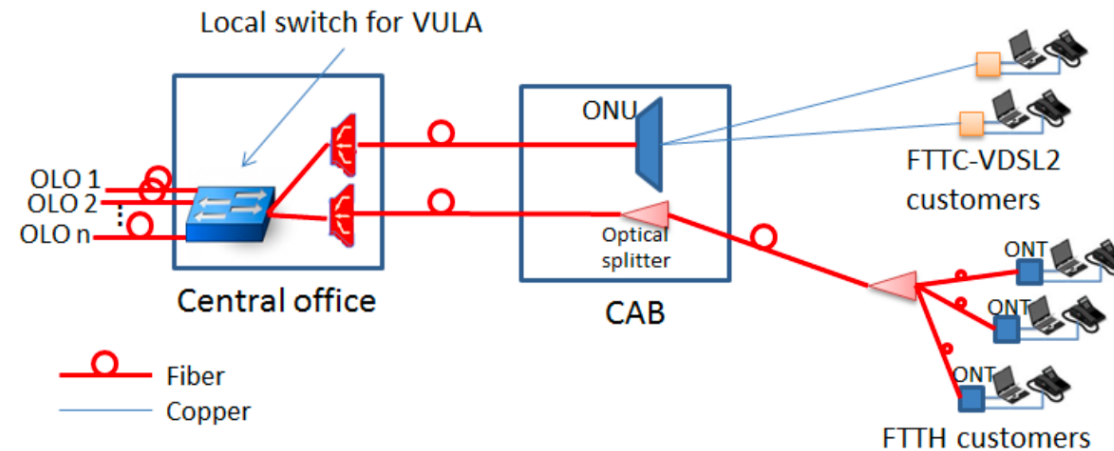 Local switch for VULA
ONU
OLO 1
OLO 2
OLO n
FTTC-VDSL2
customers
Optical
splitter
Central office
CAB
ONT
ONT
ONT
Fiber
Copper
FTTH customers